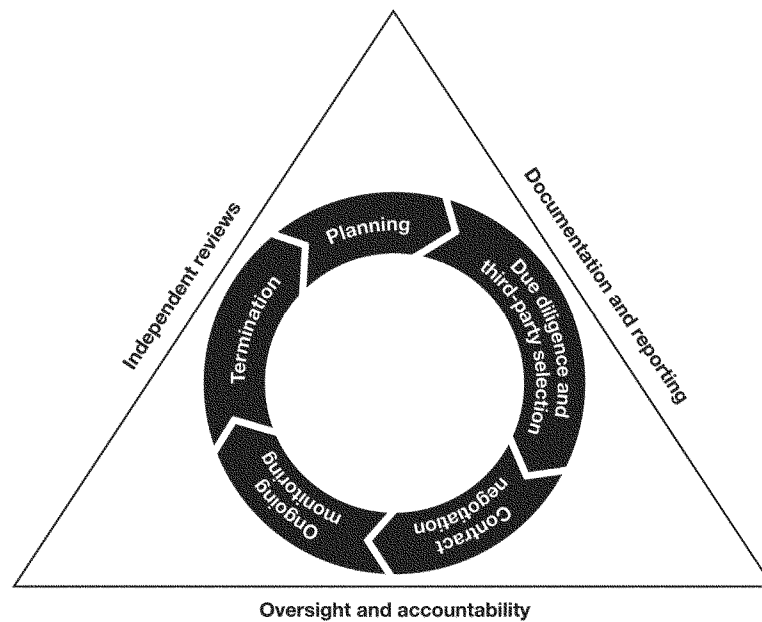 Independent reviews
Documentation and reporting
Planning
Due diligence and
third-party selection
Contract
negotiation
Ongoing
monitoring
Termination
Oversight and accountability